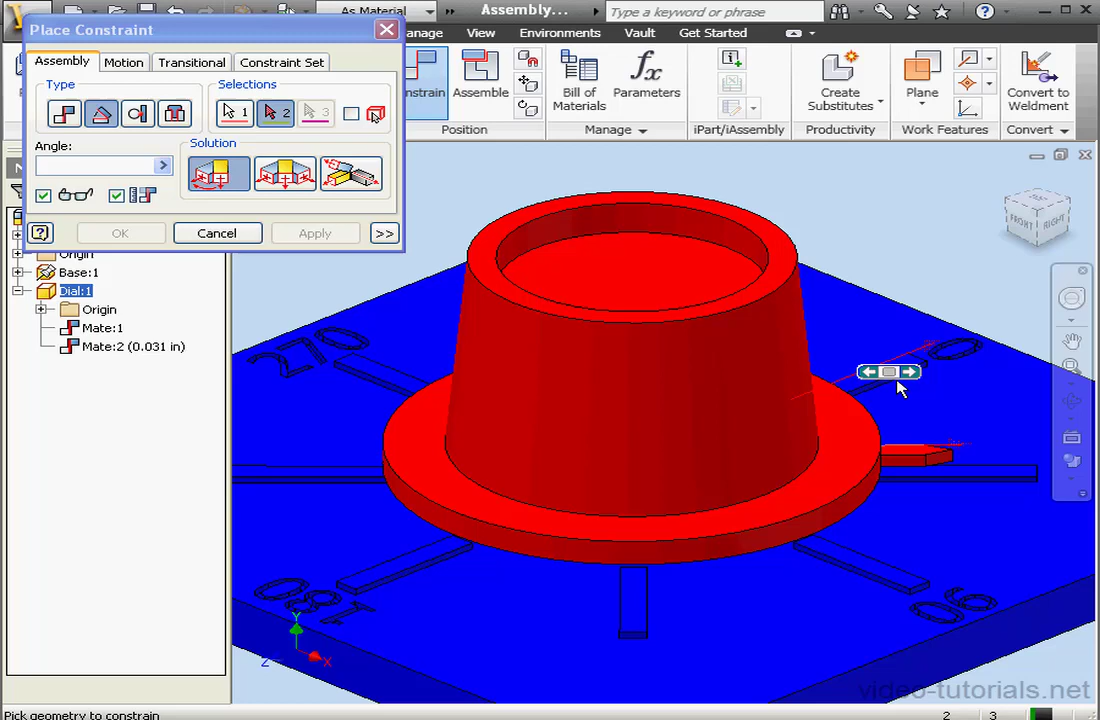 As Material
Assembly...
Type a keyword or phrase
Place Constraint
anage
View
Environments
Vault
Get Started
Assembly
Motion
Transitional
Constraint Set
Type
Selections
1
2
3
Angle:
Solution
OK
Cancel
Apply
>>
nstrain
Assemble
Bill of
Materials
Parameters
Create
Substitutes
Plane
Convert to
Weldment
Position
Manage
iPart/iAssembly
Productivity
Work Features
Convert
Origin
Base:1
Dial:1
Origin
Mate:1
Mate:2 (0.031 in)
FRONT
RIGHT
270
0
180
90
Y
Z
X
video-tutorials.net
Pick geometry to constrain
2
3